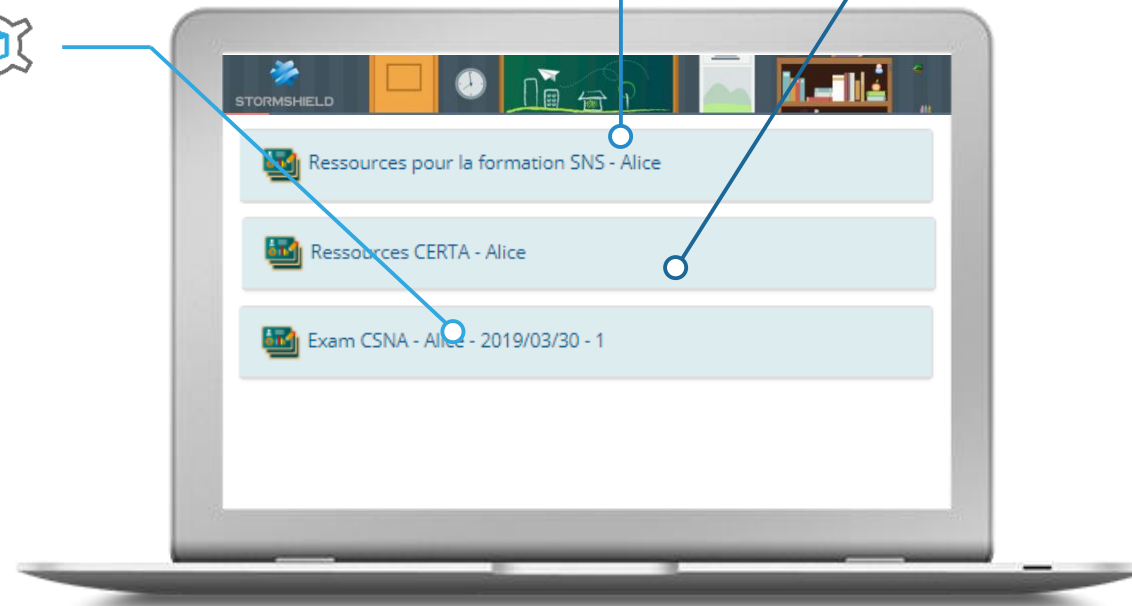 STORMSHIELD
Ressources pour la formation SNS - Alice
Ressources CERTA - Alice
Exam CSNA - Alice - 2019/03/30 - 1